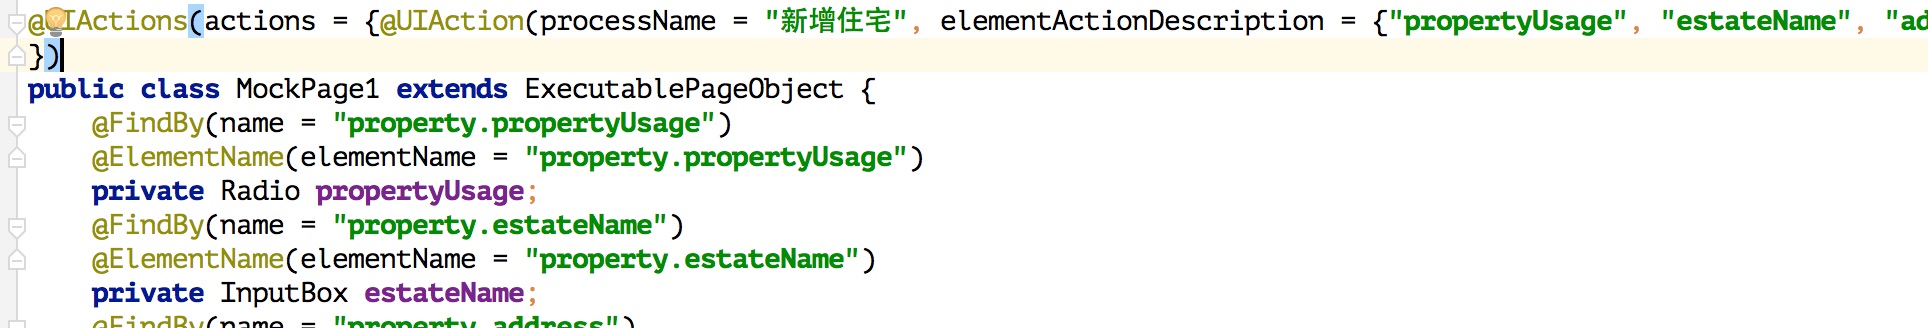 @UIActions(actions = {@UIAction(processName = "新增住宅", elementActionDescription = {"propertyUsage", "estateName", "ad
})
public class MockPage1 extends ExecutablePageObject {
@FindBy(name = "property.propertyUsage")
@ElementName(elementName = "property.propertyUsage")
private Radio propertyUsage;
@FindBy(name = "property.estateName")
@ElementName(elementName = "property.estateName")
private InputBox estateName;
@FindBy(name = "property.address")